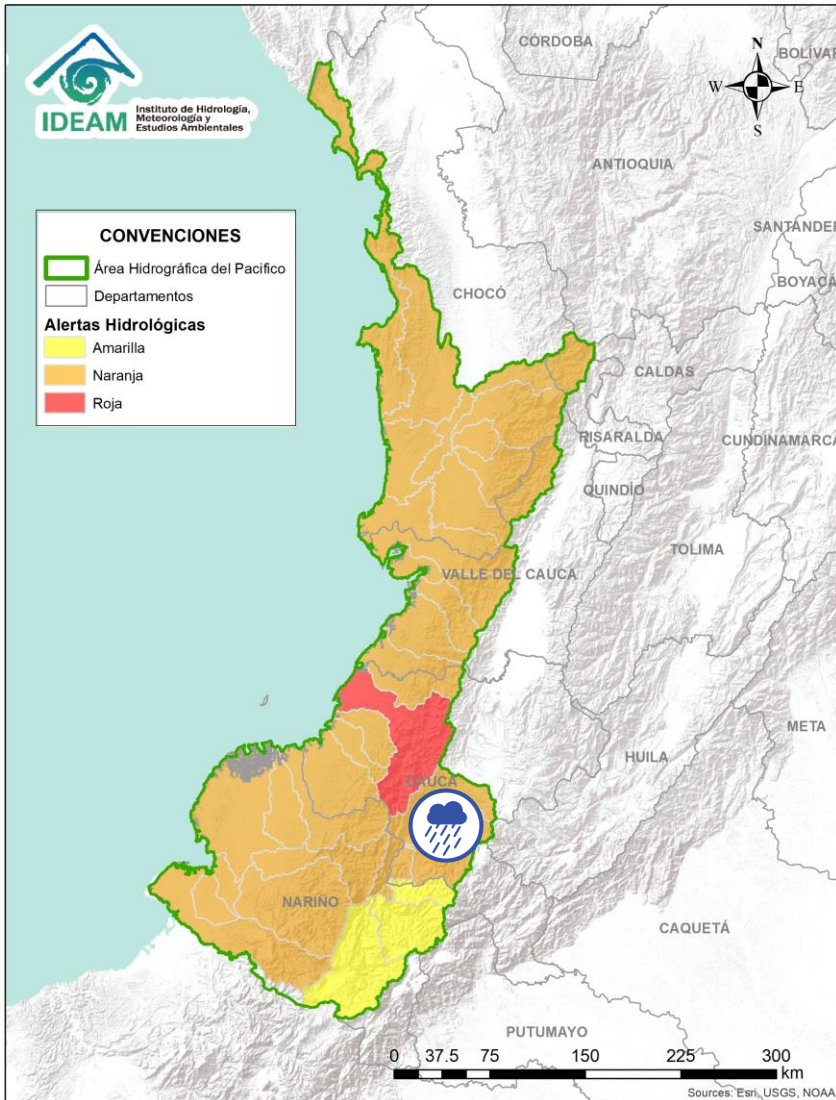 CÓRDOBA
BOLÍVAR
N
W E
S
IDEAM
Instituto de Hidrología,
Meteorología y
Estudios Ambientales
ANTIOQUIA
SANTANDER
CONVENCIONES
Área Hidrográfica del Pacifico
Departamentos
Alertas Hidrológicas
Amarilla
Naranja
Roja
BOYACÁ
CHOCÓ
CALDAS
RISARALDA
CUNDINAMARCA
QUINDÍO
TOLIMA
VALLE DEL CAUCA
META
HUILA
CAUCA
NARIÑO
CAQUETÁ
PUTUMAYO
0 37.5 75 150 225 300
km
Sources: Esri, USGS, NOAA